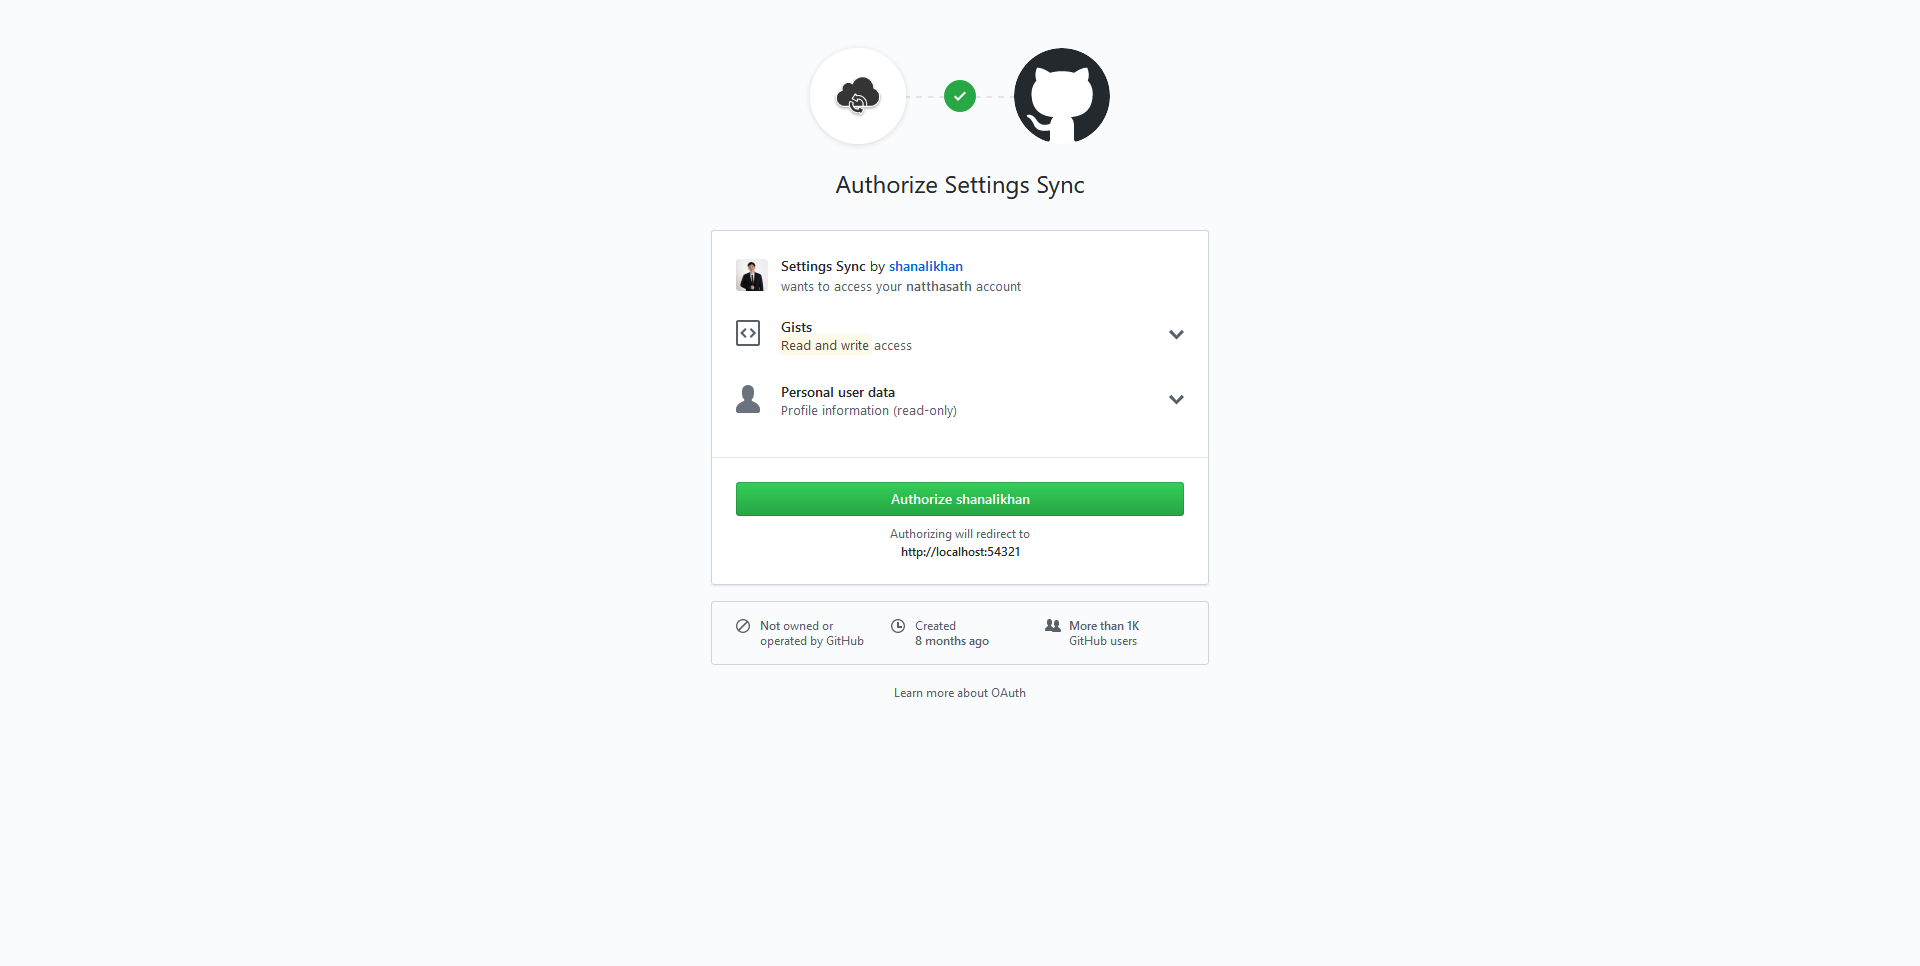 Authorize Settings Sync
Settings Sync by shanalikhan
wants to access your natthasath account
Gists
Read and write access
Personal user data
Profile information (read-only)
Authorize shanalikhan
Authorizing will redirect to
http://localhost:54321
Not owned or
operated by GitHub
Created
8 months ago
More than 1K
GitHub users
Learn more about OAuth